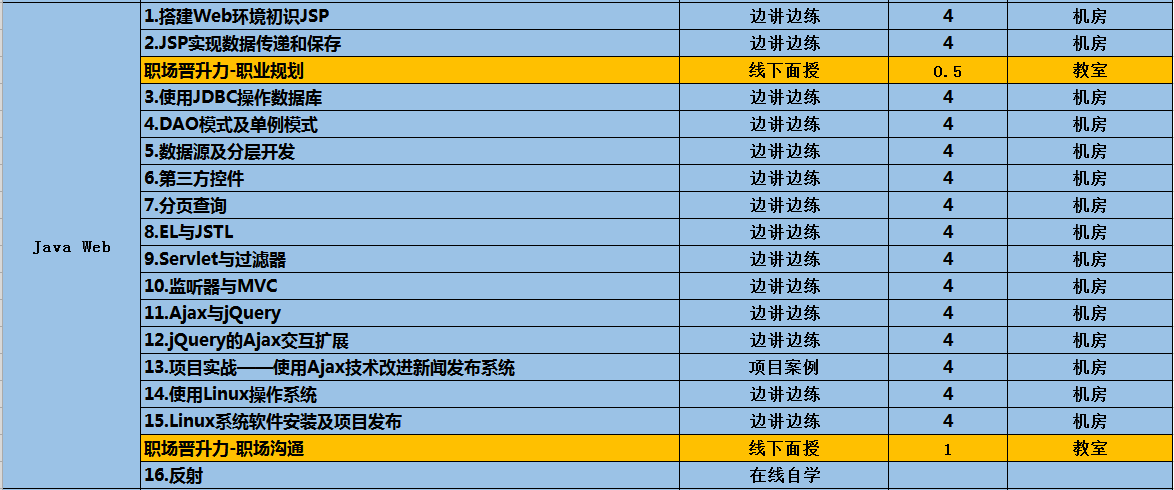 1.搭建Web环境初识JSP 边讲边练 4 机房
2.JSP实现数据传递和保存 边讲边练 4 机房
职场晋升力-职业规划 线下面授 0.5 教室
3.使用JDBC操作数据库 边讲边练 4 机房
4.DAO模式及单例模式 边讲边练 4 机房
5.数据源及分层开发 边讲边练 4 机房
6.第三方控件 边讲边练 4 机房
7.分页查询 边讲边练 4 机房
8.EL与JSTL 边讲边练 4 机房
Java Web
9.Servlet与过滤器 边讲边练 4 机房
10.监听器与MVC 边讲边练 4 机房
11.Ajax与jQuery 边讲边练 4 机房
12.jQuery的Ajax交互扩展 边讲边练 4 机房
13.项目实战——使用Ajax技术改进新闻发布系统 项目案例 4 机房
14.使用Linux操作系统 边讲边练 4 机房
15.Linux系统软件安装及项目发布 边讲边练 4 机房
职场晋升力-职场沟通 线下面授 1 教室
16.反射 在线自学